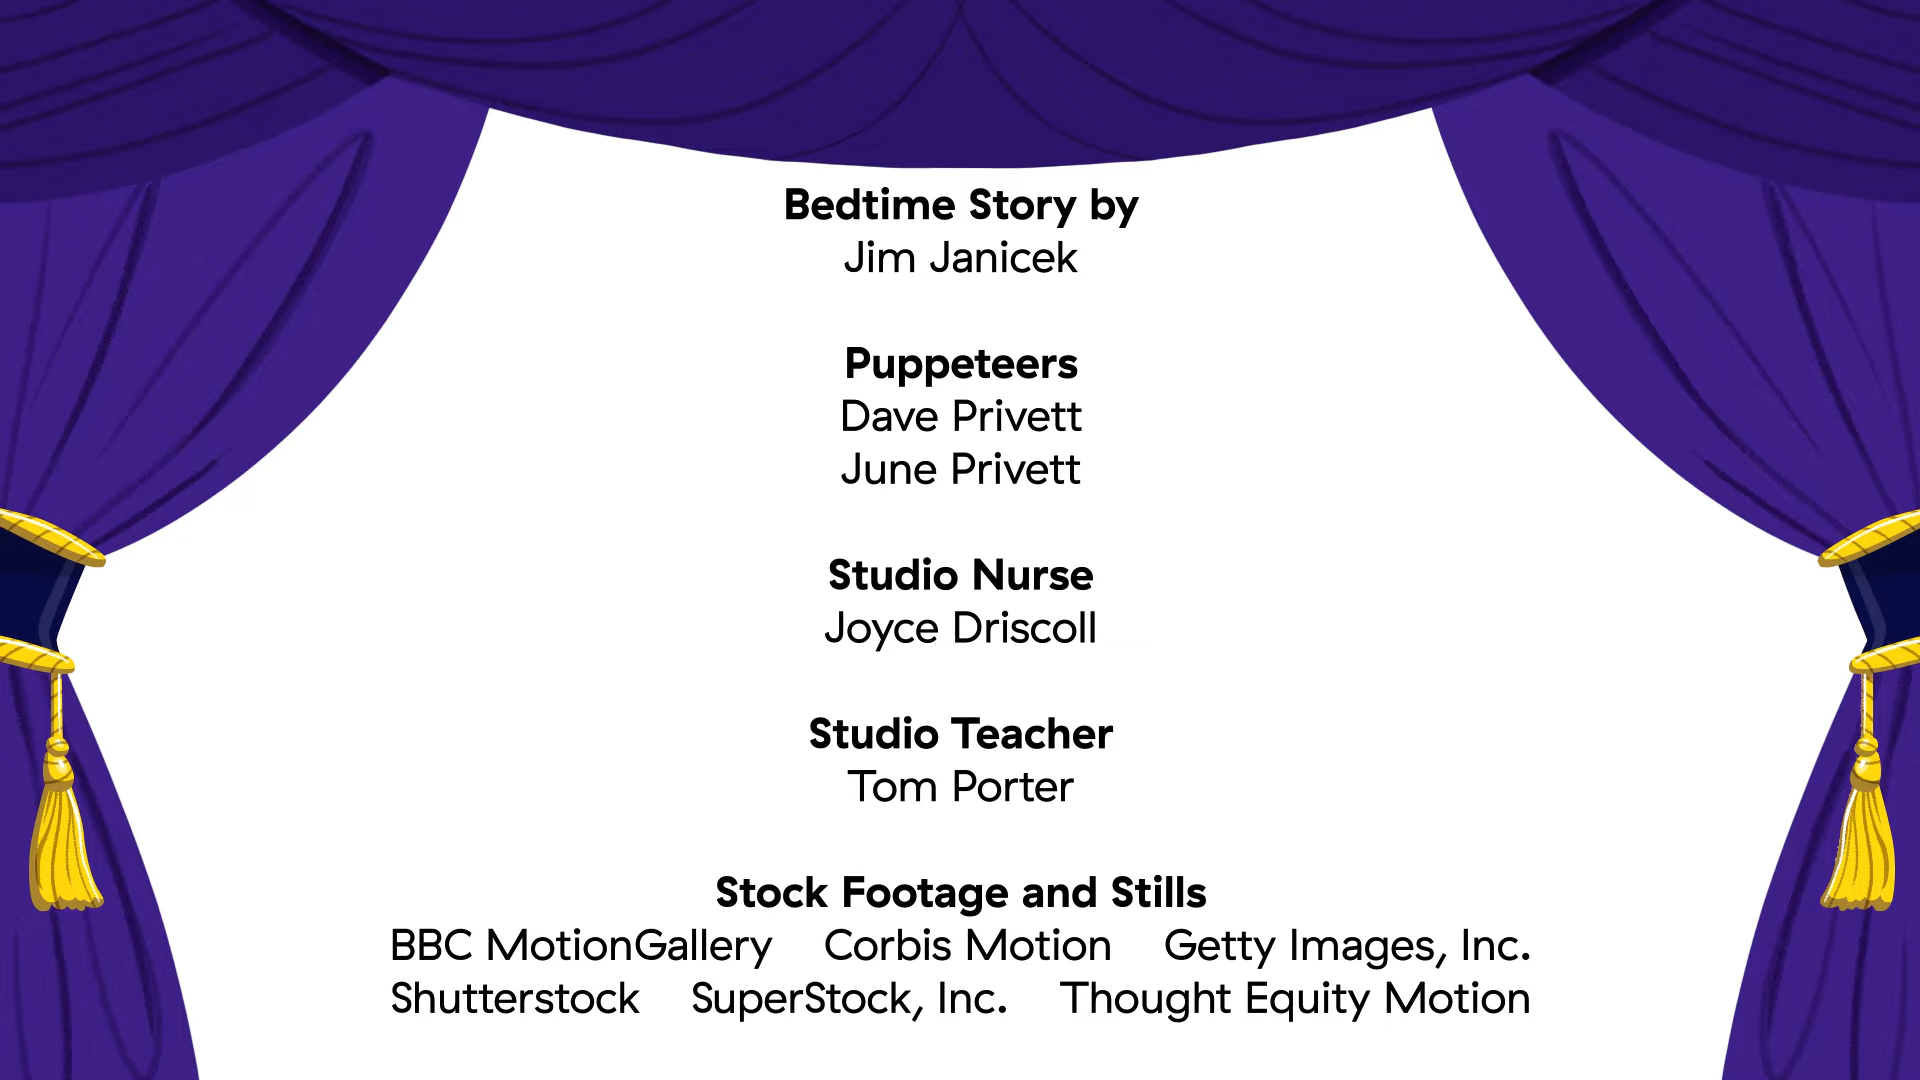 Bedtime Story by
Jim Janicek
Puppeteers
Dave Privett
June Privett
Studio Nurse
Joyce Driscoll
Studio Teacher
Tom Porter
Stock Footage and Stills
BBC MotionGallery Corbis Motion Getty Images, Inc.
Shutterstock SuperStock, Inc. Thought Equity Motion